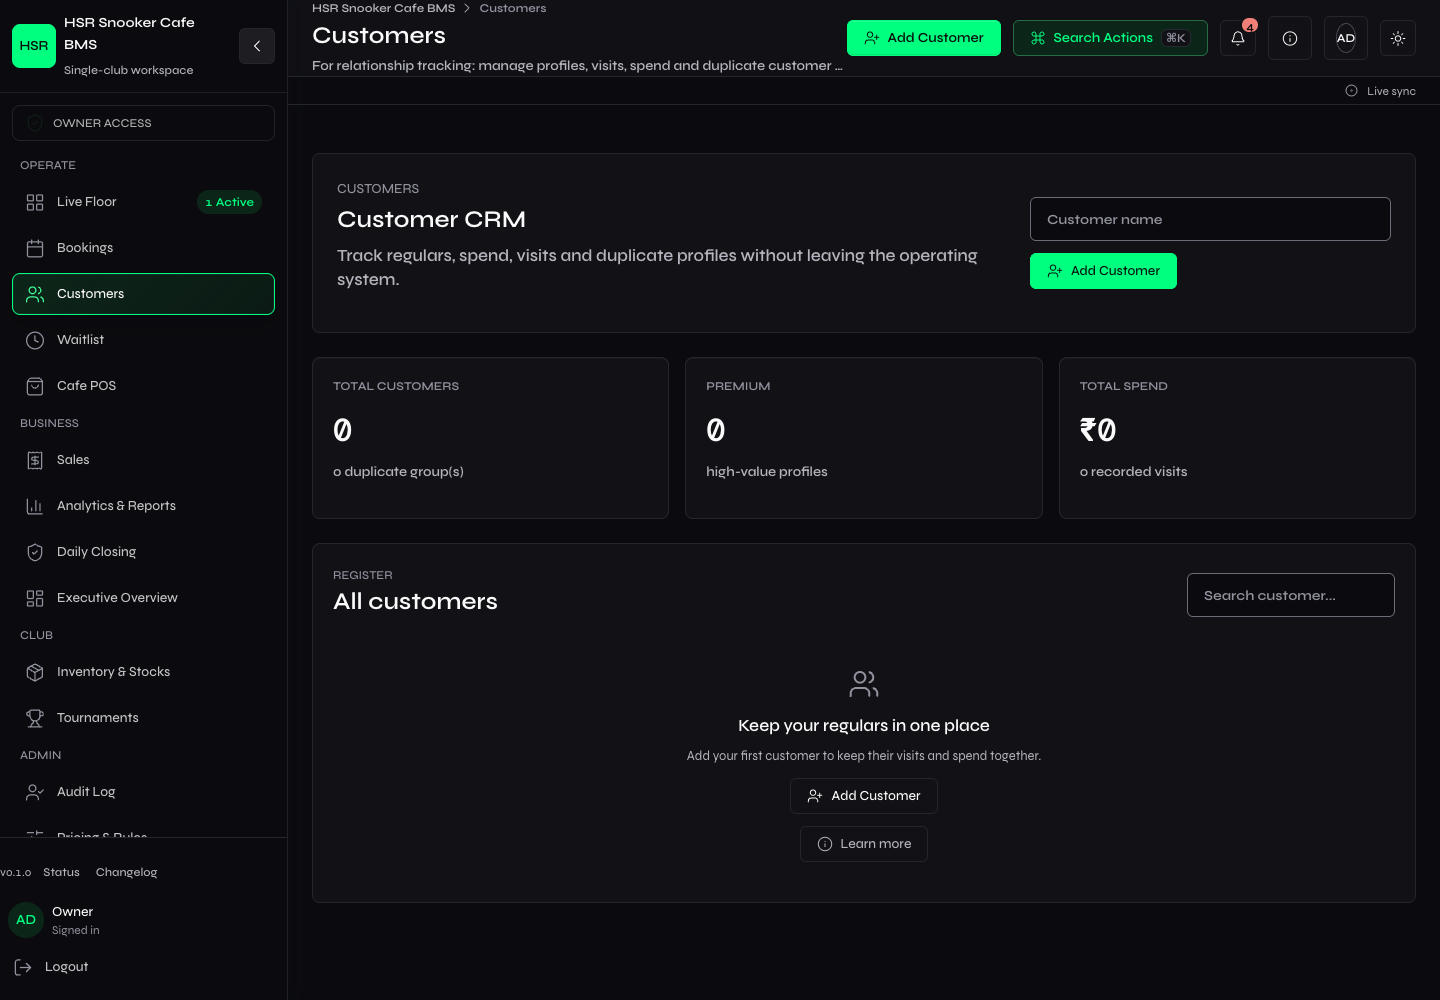 HSR
HSR Snooker Cafe
BMS
Single-club workspace
OWNER ACCESS
OPERATE
Live Floor
1 Active
Bookings
Customers
Waitlist
Cafe POS
BUSINESS
Sales
Analytics & Reports
Daily Closing
Executive Overview
CLUB
Inventory & Stocks
Tournaments
ADMIN
Audit Log
Pricing & Rules
v0.1.0
Status
Changelog
AD
Owner
Signed in
Logout
HSR Snooker Cafe BMS > Customers
Customers
For relationship tracking: manage profiles, visits, spend and duplicate customer ...
Add Customer
Search Actions ⌘K
4
AD
Live sync
CUSTOMERS
Customer CRM
Track regulars, spend, visits and duplicate profiles without leaving the operating
system.
Customer name
Add Customer
TOTAL CUSTOMERS
0
0 duplicate group(s)
PREMIUM
0
high-value profiles
TOTAL SPEND
₹0
0 recorded visits
REGISTER
All customers
Search customer...
Keep your regulars in one place
Add your first customer to keep their visits and spend together.
Add Customer
Learn more